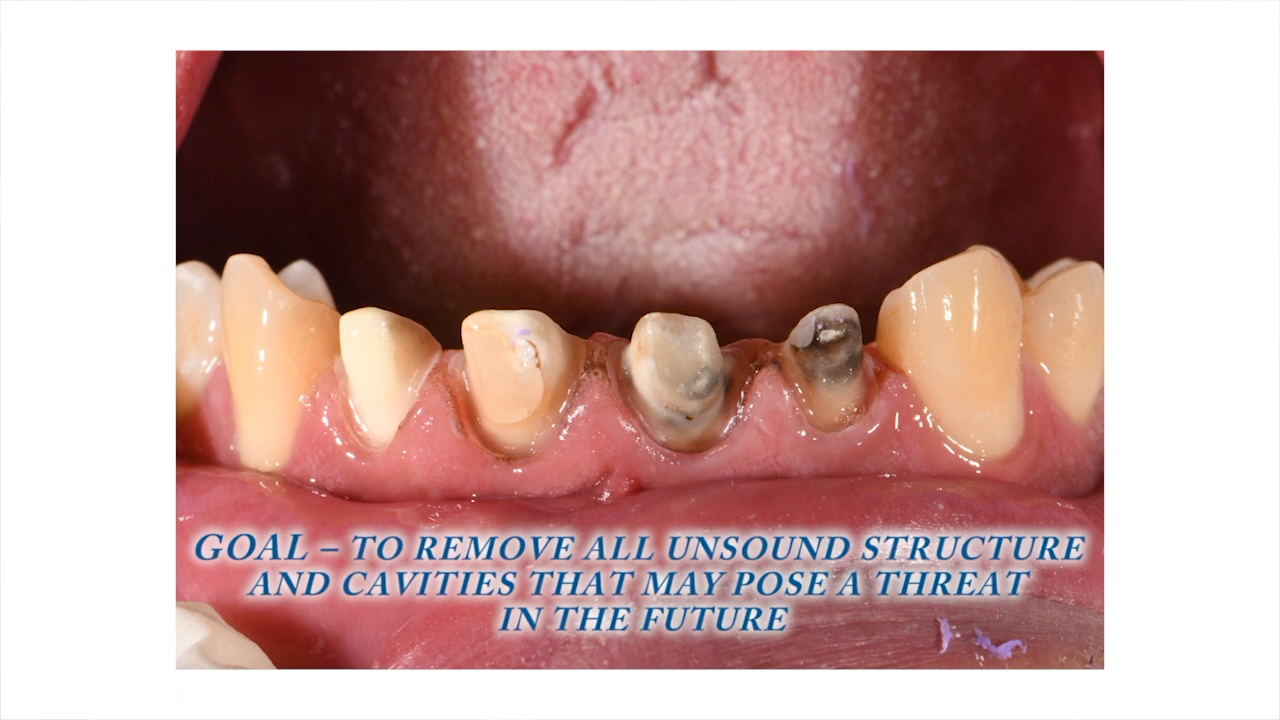 GOAL – TO REMOVE ALL UNSOUND STRUCTURE
AND CAVITIES THAT MAY POSE A THREAT
IN THE FUTURE